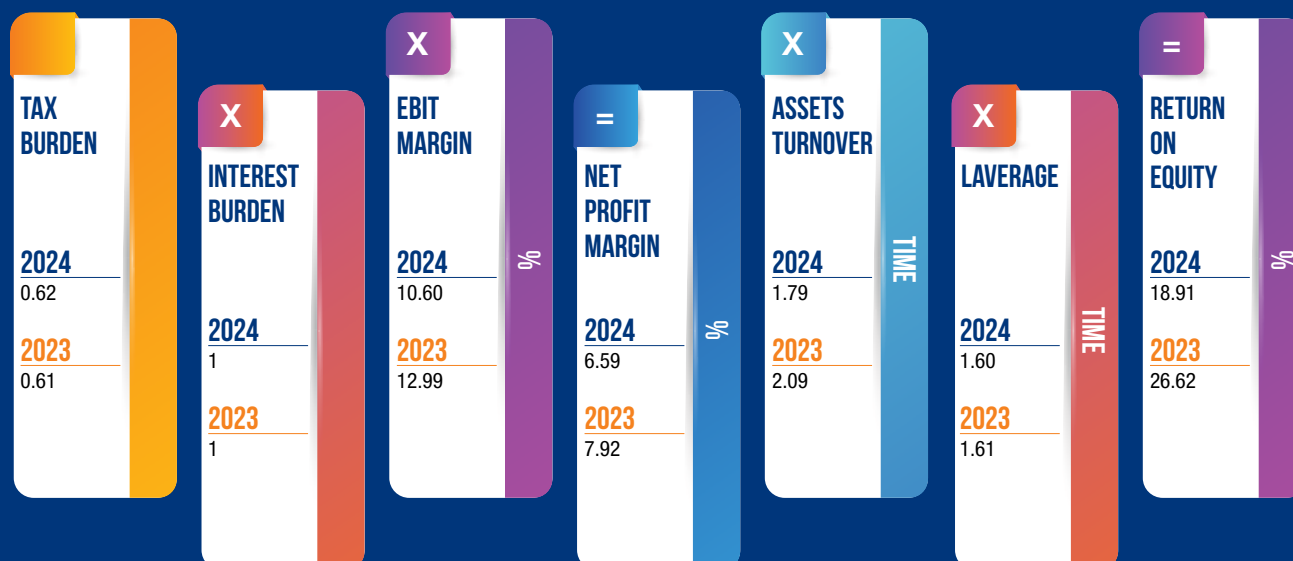 TAX
BURDEN
2024
0.62
2023
0.61
X
INTEREST
BURDEN
2024
1
2023
1
X
EBIT
MARGIN
2024
10.60
2023
12.99
%
=
NET
PROFIT
MARGIN
2024
6.59
2023
7.92
%
X
ASSETS
TURNOVER
2024
1.79
2023
2.09
TIME
X
LAVERAGE
2024
1.60
2023
1.61
TIME
=
RETURN
ON
EQUITY
2024
18.91
2023
26.62
%